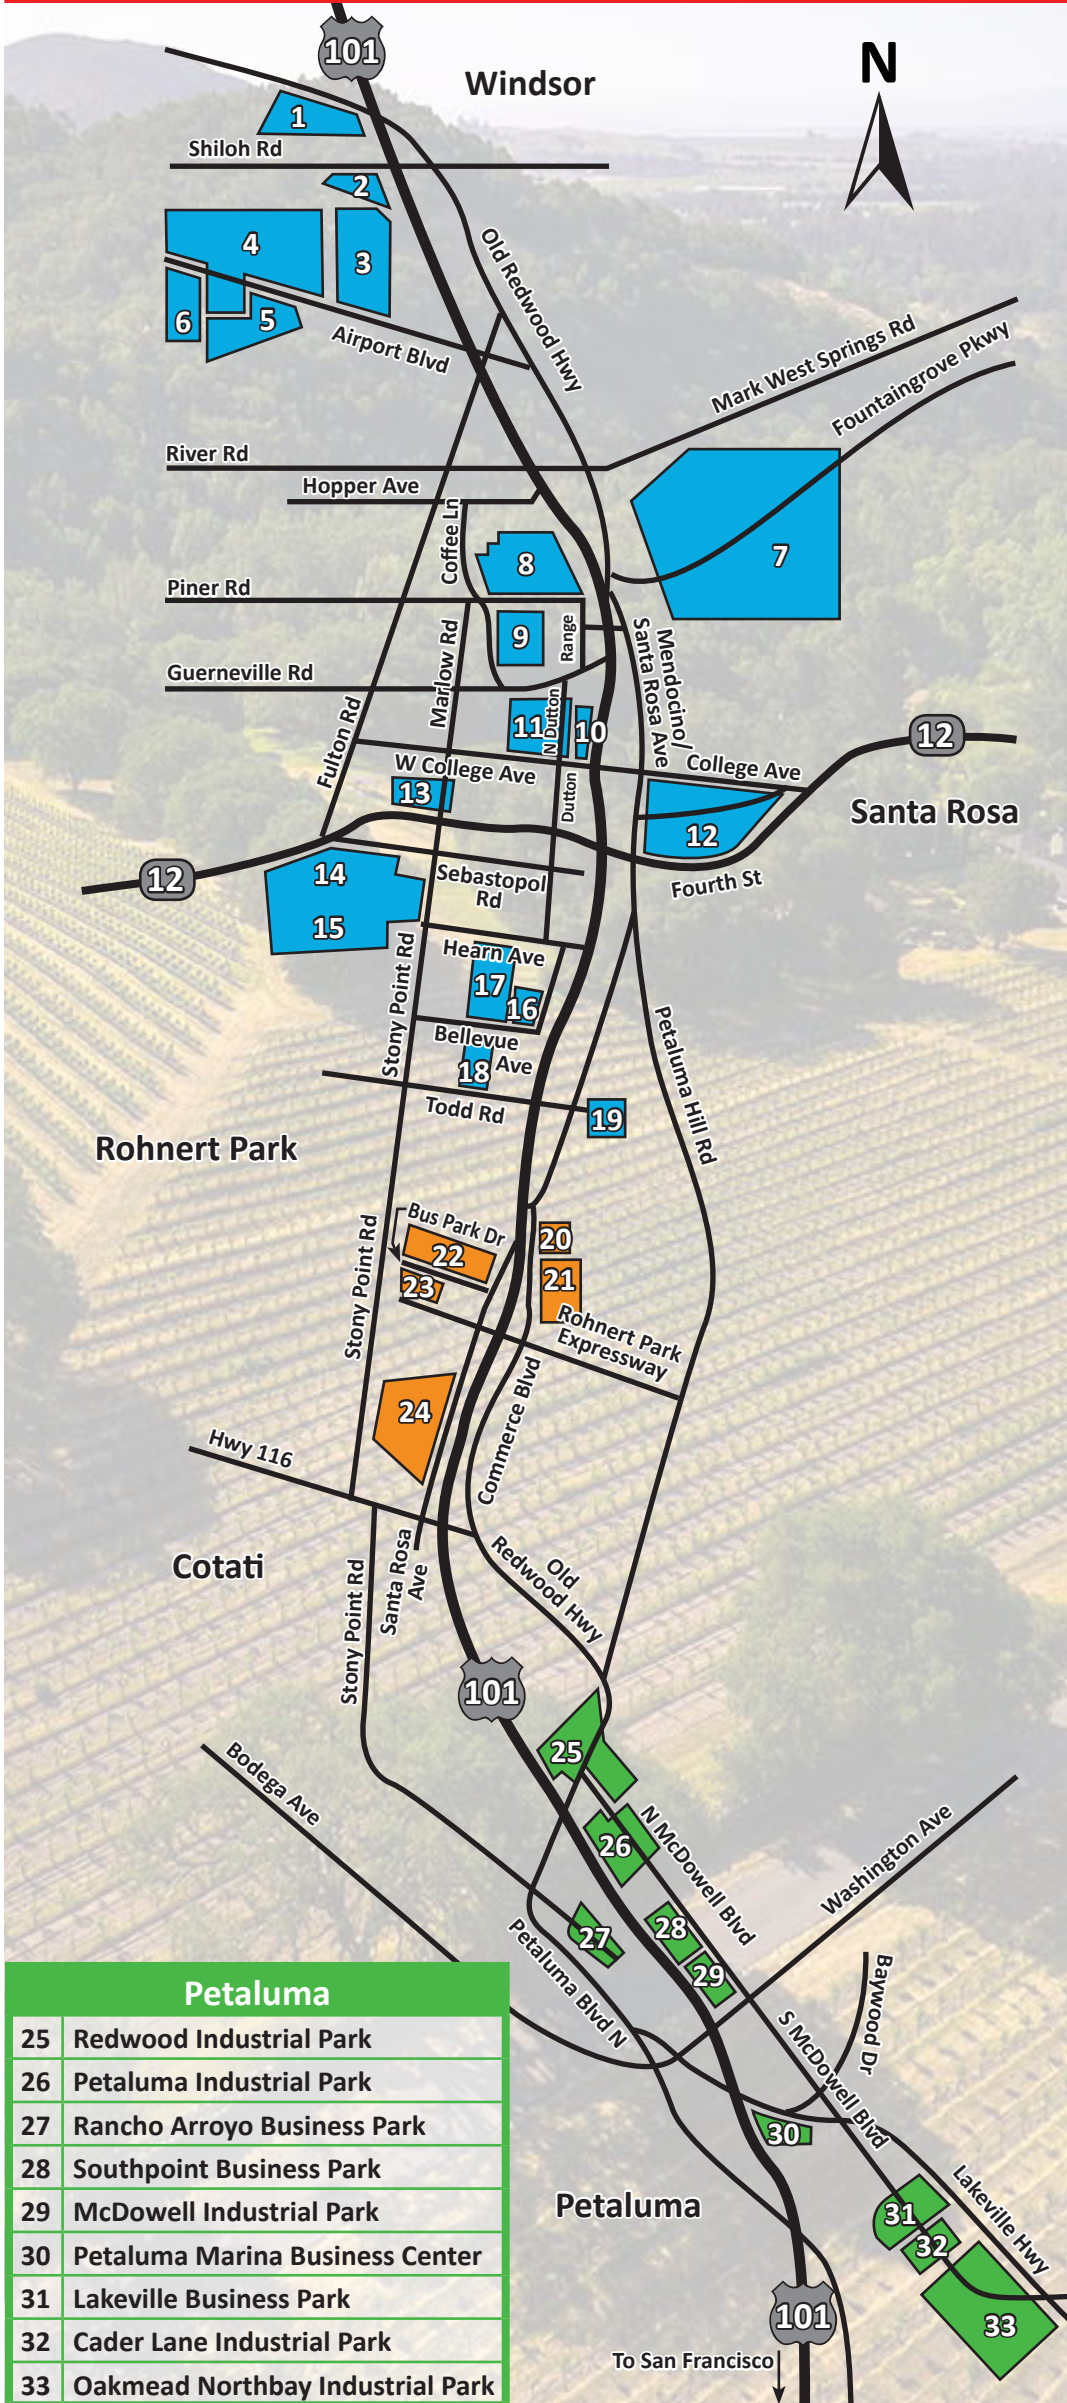 101
Windsor
N
1
Shiloh Rd
2
4
3
Old Redwood Hwy
6
5
Airport Blvd
Mark West Springs Rd
Fountaingrove Pkwy
River Rd
Hopper Ave
Coffee Ln
8
7
Piner Rd
9
Range
Marlow Rd
Mendocino/
Santa Rosa Ave
Guerneville Rd
Fulton Rd
11
N Dutton
10
12
W College Ave
College Ave
13
Dutton
Santa Rosa
12
12
14
Sebastopol
Rd
Fourth St
15
Hearn Ave
17
16
Stony Point Rd
Bellevue
Ave
18
Petaluma Hill Rd
Todd Rd
19
Rohnert Park
Bus Park Dr
22
20
23
21
Stony Point Rd
Rohnert Park
Expressway
24
Commerce Blvd
Hwy 116
Cotati
Santa Rosa
Ave
Old
Redwood Hwy
Stony Point Rd
101
25
Bodega Ave
26
N McDowell Blvd
Washington Ave
27
28
29
Petaluma Blvd N
Baywood Dr
S McDowell Blvd
30
Lakeville Hwy
Petaluma
31
32
33
101
To San Francisco
Petaluma
25 Redwood Industrial Park
26 Petaluma Industrial Park
27 Rancho Arroyo Business Park
28 Southpoint Business Park
29 McDowell Industrial Park
30 Petaluma Marina Business Center
31 Lakeville Business Park
32 Cader Lane Industrial Park
33 Oakmead Northbay Industrial Park